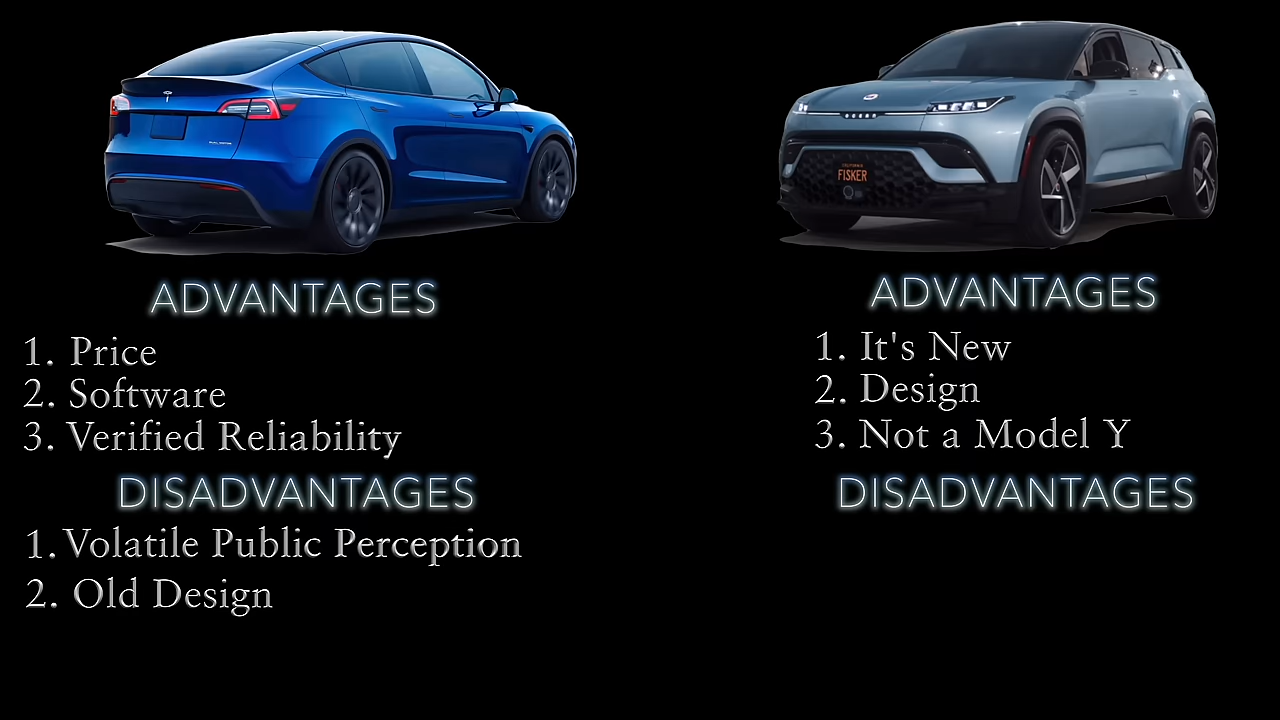 CALIFORNIA
FISKER
ADVANTAGES
1. Price
2. Software
3. Verified Reliability
DISADVANTAGES
1. Volatile Public Perception
2. Old Design
ADVANTAGES
1. It's New
2. Design
3. Not a Model Y
DISADVANTAGES